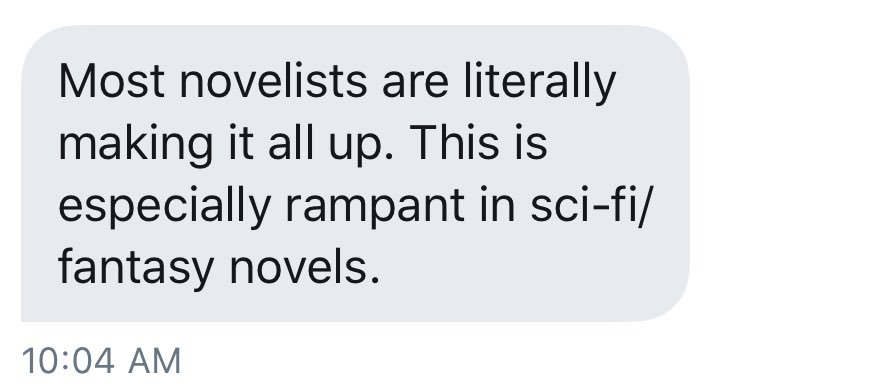 Most novelists are literally
making it all up. This is
especially rampant in sci-fi/
fantasy novels.
10:04 AM